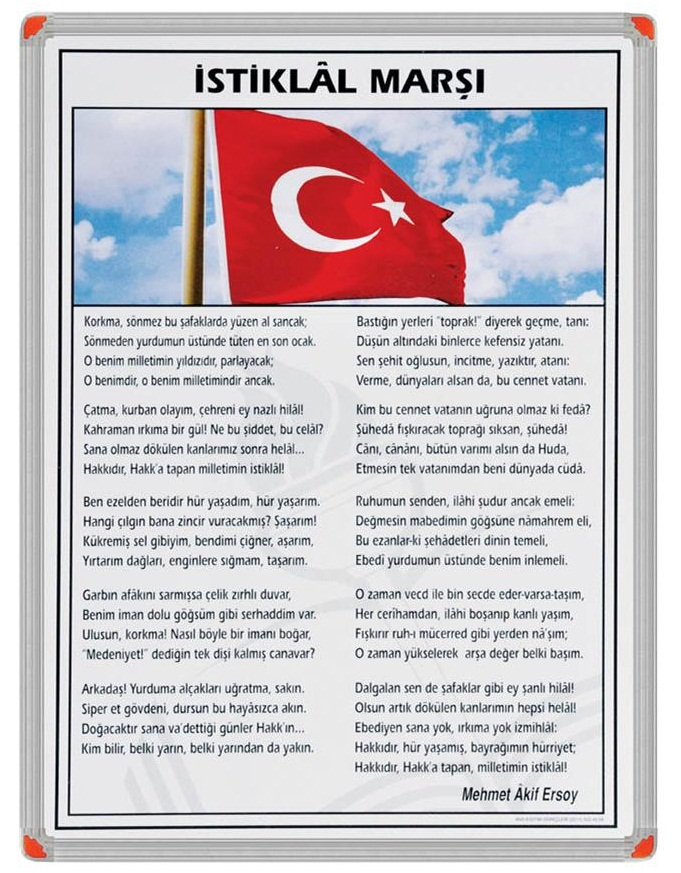 İSTİKLÂL MARŞI
Korkma, sönmez bu şafaklarda yüzen al sancak;
Sönmeden yurdumun üstünde tüten en son ocak.
O benim milletimin yıldızıdır, parlayacak;
O benimdir, o benim milletimindir ancak.
Çatma, kurban olayım, çehreni ey nazlı hilâl!
Kahraman ırkıma bir gül! Ne bu şiddet, bu celâl?
Sana olmaz dökülen kanlarımız sonra helâl...
Hakkıdır, Hakk'a tapan milletimin istiklâl!
Ben ezelden beridir hür yaşadım, hür yaşarım.
Hangi çılgın bana zincir vuracakmış? Şaşarım!
Kükremiş sel gibiyim, bendimi çiğner, aşarım,
Yırtarım dağları, enginlere sığmam, taşarım.
Garbın afâkını sarmışsa çelik zırhlı duvar,
Benim iman dolu göğsüm gibi serhaddim var.
Ulusun, korkma! Nasıl böyle bir imanı boğar,
"Medeniyet!" dediğin tek dişi kalmış canavar?
Arkadaş! Yurduma alçakları uğratma, sakın.
Siper et gövdeni, dursun bu hayâsızca akın.
Doğacaktır sana va'dettiği günler Hakk'ın...
Kim bilir, belki yarın, belki yarından da yakın.
Bastığın yerleri "toprak!" diyerek geçme, tanı:
Düşün altındaki binlerce kefensiz yatanı.
Sen şehit oğlusun, incitme, yazıktır, atanı:
Verme, dünyaları alsan da, bu cennet vatanı.
Kim bu cennet vatanın uğruna olmaz ki fedâ?
Şühedâ fışkıracak toprağı sıksan, şühedâ!
Cânı, cânânı, bütün varımı alsın da Huda,
Etmesin tek vatanımdan beni dünyada cüdâ.
Ruhumun senden, ilâhi şudur ancak emeli:
Değmesin mabedimin göğsüne nâmahrem eli,
Bu ezanlar-ki şehâdetleri dinin temeli,
Ebedî yurdumun üstünde benim inlemeli.
O zaman vecd ile bin secde eder-varsa-taşım,
Her cerîhamdan, ilâhi boşanıp kanlı yaşım,
Fışkırır ruh-ı mücerred gibi yerden nâ'şım;
O zaman yükselerek arşa değer belki başım.
Dalgalan sen de şafaklar gibi ey şanlı hilâl!
Olsun artık dökülen kanlarımın hepsi helâl!
Ebediyen sana yok, ırkıma yok izmihlâl:
Hakkıdır, hür yaşamış, bayrağımın hürriyet;
Hakkıdır, Hakk'a tapan, milletimin istiklâl!
Mehmet Âkif Ersoy